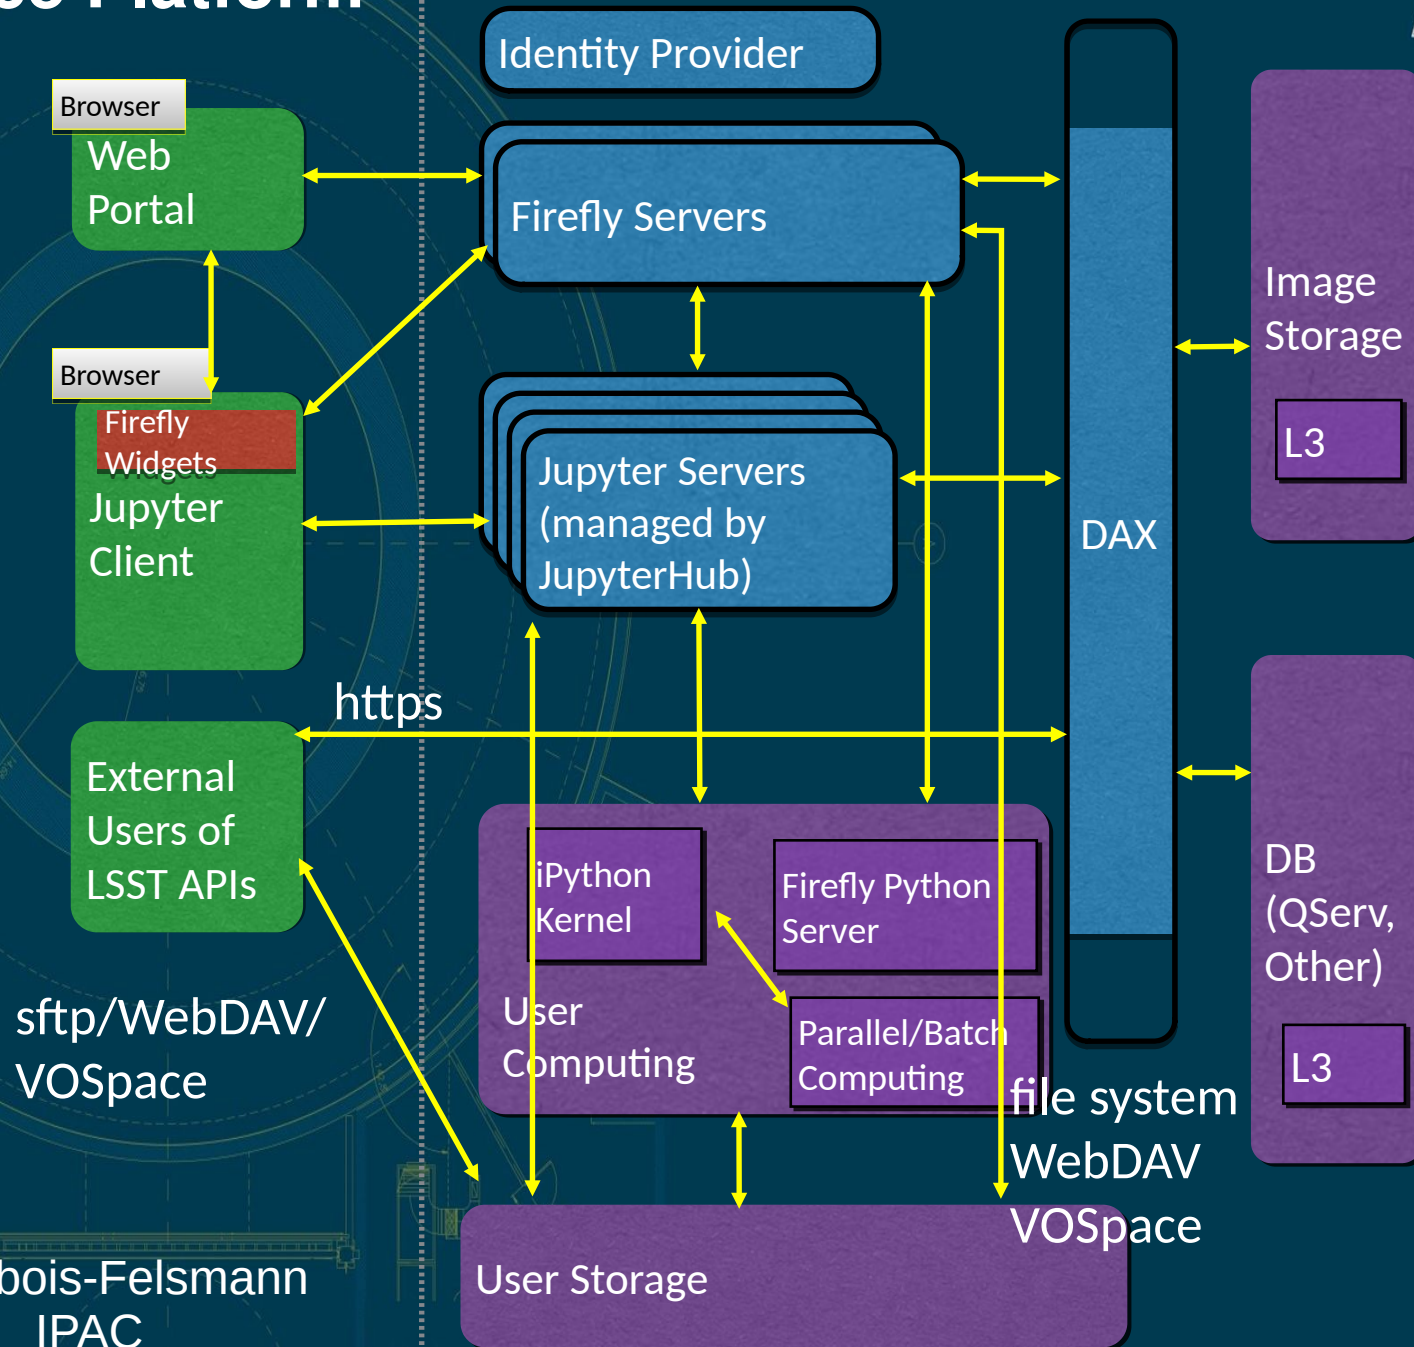 Platform
Identity Provider
Browser
Web
Portal
Firefly Servers
Image
Storage
Browser
Firefly
Widgets
L3
Jupyter
Client
Jupyter Servers
(managed by
JupyterHub)
DAX
https
External
Users of
LSST APIs
iPython
Kernel
Firefly Python
Server
DB
(QServ,
Other)
User
Computing
Parallel/Batch
Computing
L3
sftp/WebDAV/
VOSpace
file system
WebDAV
VOSpace
User Storage
bois-Felsmann
IPAC